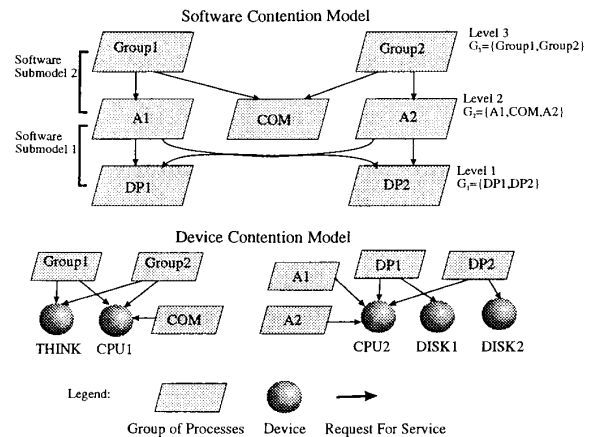 Software Contention Model
Group1
Group2
Level 3
G₃={Group1,Group2}
Software
Submodel 2
A1
COM
A2
Level 2
G₂={A1,COM,A2}
Software
Submodel 1
DP1
DP2
Level 1
G₁={DP1,DP2}
Device Contention Model
Group1
Group2
A1
DP1
DP2
COM
A2
THINK
CPU1
CPU2
DISK1
DISK2
Legend:
Group of Processes
Device
Request For Service